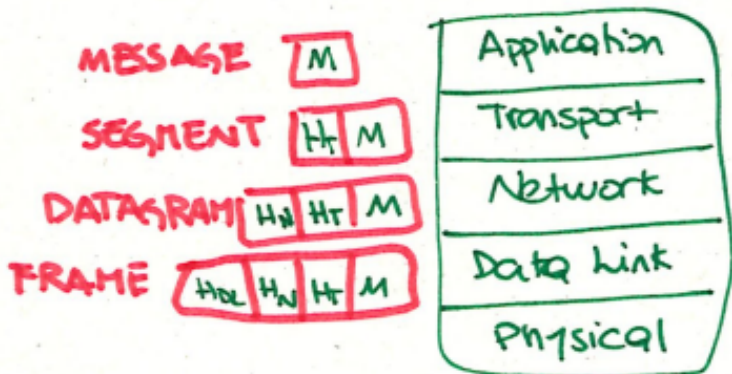 MESSAGE M Application
SEGMENT HT M Transport
DATAGRAM HN HT M Network
FRAME HDL HN HT M Data Link
Physical